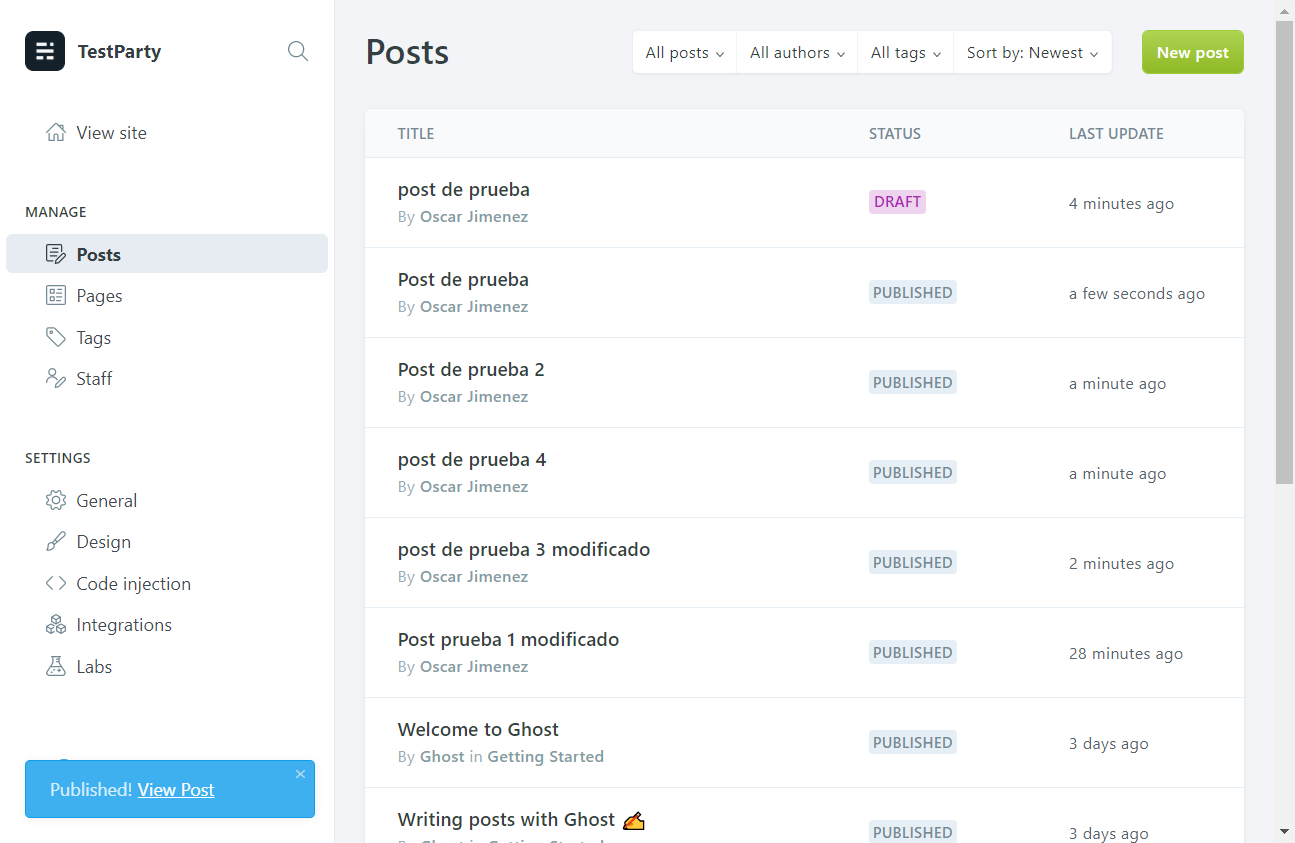 TestParty
View site
MANAGE
Posts
Pages
Tags
Staff
SETTINGS
General
Design
Code injection
Integrations
Labs
Published! View Post
Posts
All posts All authors All tags Sort by: Newest New post
TITLE STATUS LAST UPDATE
post de prueba
By Oscar Jimenez
DRAFT 4 minutes ago
Post de prueba
By Oscar Jimenez
PUBLISHED a few seconds ago
Post de prueba 2
By Oscar Jimenez
PUBLISHED a minute ago
post de prueba 4
By Oscar Jimenez
PUBLISHED a minute ago
post de prueba 3 modificado
By Oscar Jimenez
PUBLISHED 2 minutes ago
Post prueba 1 modificado
By Oscar Jimenez
PUBLISHED 28 minutes ago
Welcome to Ghost
By Ghost in Getting Started
PUBLISHED 3 days ago
Writing posts with Ghost ✍️
By Ghost in Getting Started
PUBLISHED 3 days ago